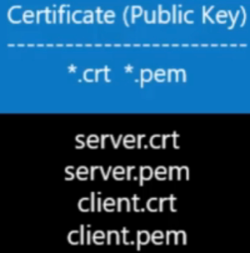 Certificate (Public Key)
-------------------------
*.crt *.pem
server.crt
server.pem
client.crt
client.pem